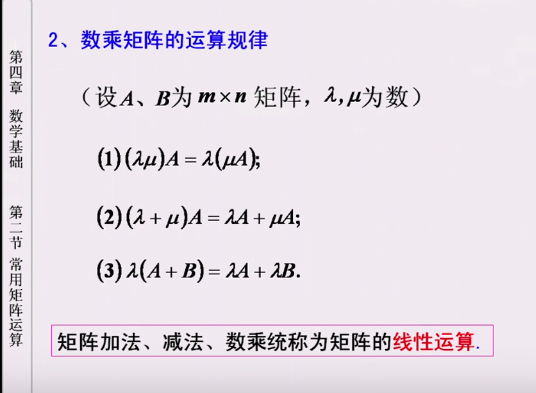 第四章 数学基础 第二节 常用矩阵运算
2、数乘矩阵的运算规律
（设A、B为 m×n 矩阵，λ,μ为数）
(1)(λμ)A = λ(μA);
(2)(λ + μ)A = λA + μA;
(3) λ(A + B) = λA + λB.
矩阵加法、减法、数乘统称为矩阵的线性运算.